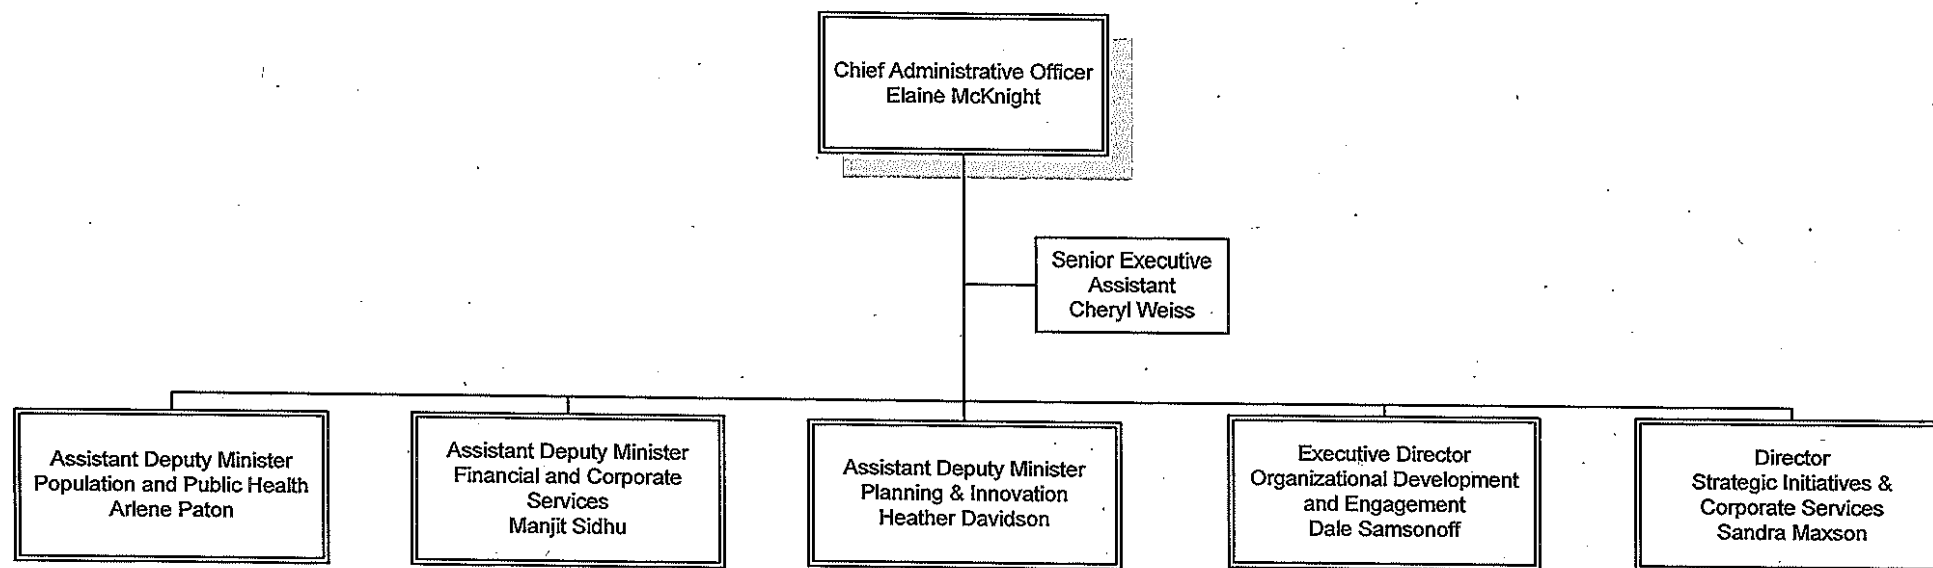 Chief Administrative Officer
Elaine McKnight
Senior Executive
Assistant
Cheryl Weiss
Assistant Deputy Minister
Population and Public Health
Arlene Paton
Assistant Deputy Minister
Financial and Corporate
Services
Manjit Sidhu
Assistant Deputy Minister
Planning & Innovation
Heather Davidson
Executive Director
Organizational Development
and Engagement
Dale Samsonoff
Director
Strategic Initiatives &
Corporate Services
Sandra Maxson